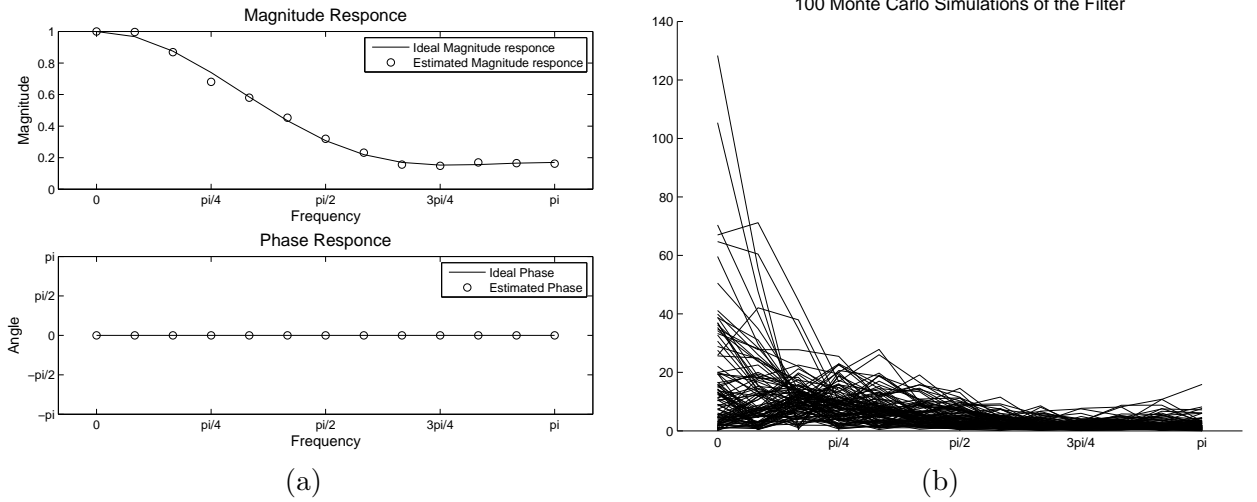 Magnitude Responce
1
0.8
0.6
0.4
0.2
0
Magnitude
Ideal Magnitude responce
Estimated Magnitude responce
0 pi/4 pi/2 3pi/4 pi
Frequency
Phase Responce
pi
pi/2
0
−pi/2
−pi
Angle
Ideal Phase
Estimated Phase
0 pi/4 pi/2 3pi/4 pi
Frequency
(a)
100 Monte Carlo Simulations of the Filter
140
120
100
80
60
40
20
0
0 pi/4 pi/2 3pi/4 pi
(b)